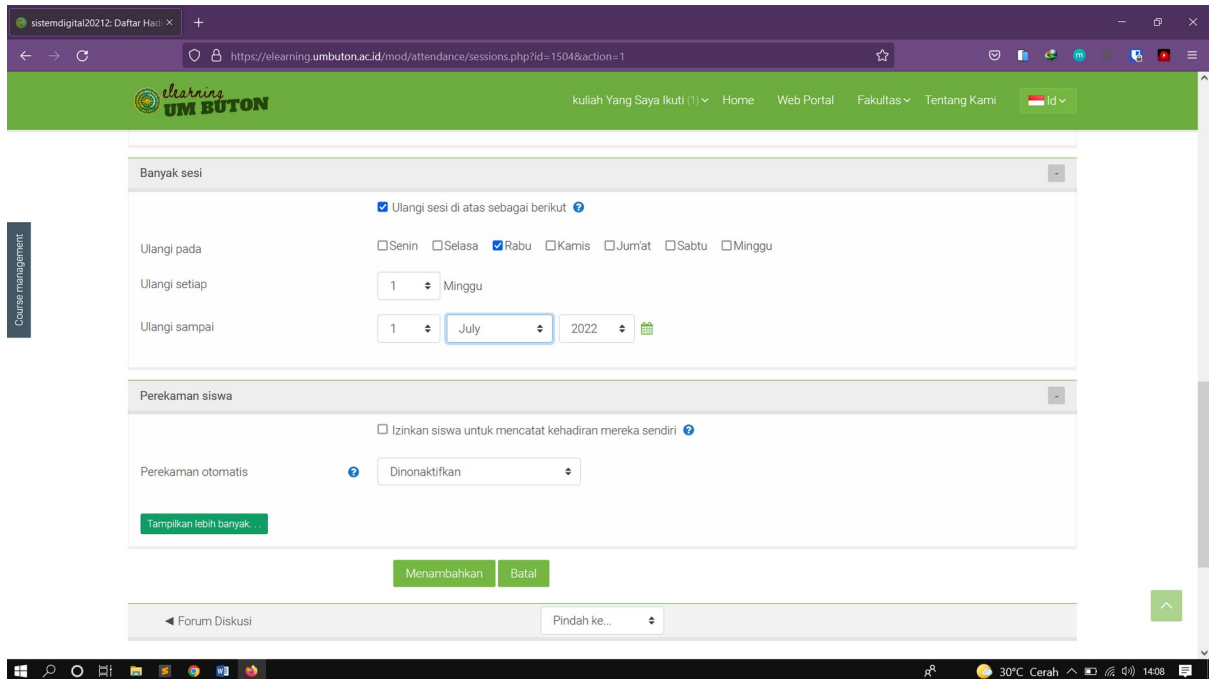 sistemdigital20212: Daftar Hadi
https://elearning.umbuton.ac.id/mod/attendance/sessions.php?id=1504&action=1
elearning
UM BUTON
kuliah Yang Saya Ikuti (1) Home Web Portal Fakultas Tentang Kami Id
Banyak sesi
Ulangi sesi di atas sebagai berikut
Ulangi pada Senin Selasa Rabu Kamis Jum'at Sabtu Minggu
Ulangi setiap 1 Minggu
Ulangi sampai 1 July 2022
Course management
Perekaman siswa
Izinkan siswa untuk mencatat kehadiran mereka sendiri
Perekaman otomatis Dinonaktifkan
Tampilkan lebih banyak. . .
Menambahkan Batal
◄ Forum Diskusi Pindah ke...
30°C Cerah 14:08